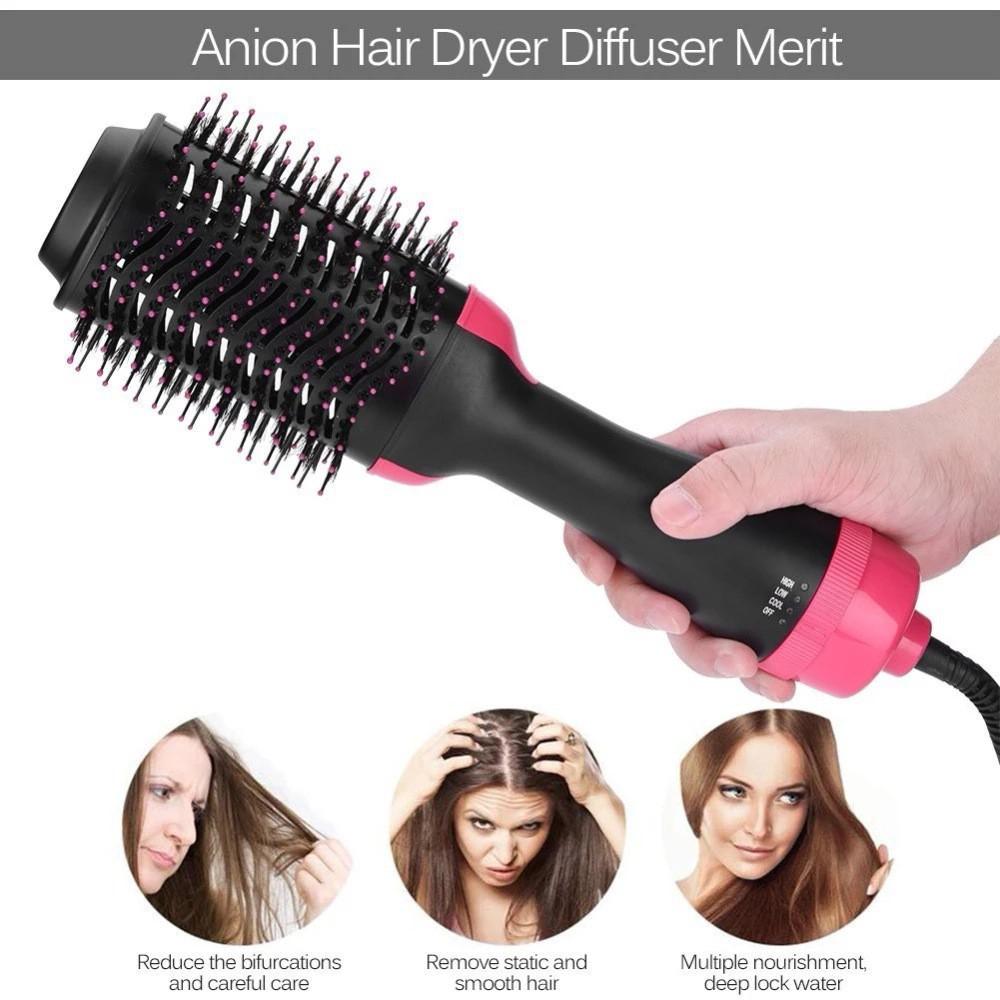 Anion Hair Dryer Diffuser Merit
HIGH
LOW
COOL
OFF
Reduce the bifurcations
and careful care
Remove static and
smooth hair
Multiple nourishment,
deep lock water